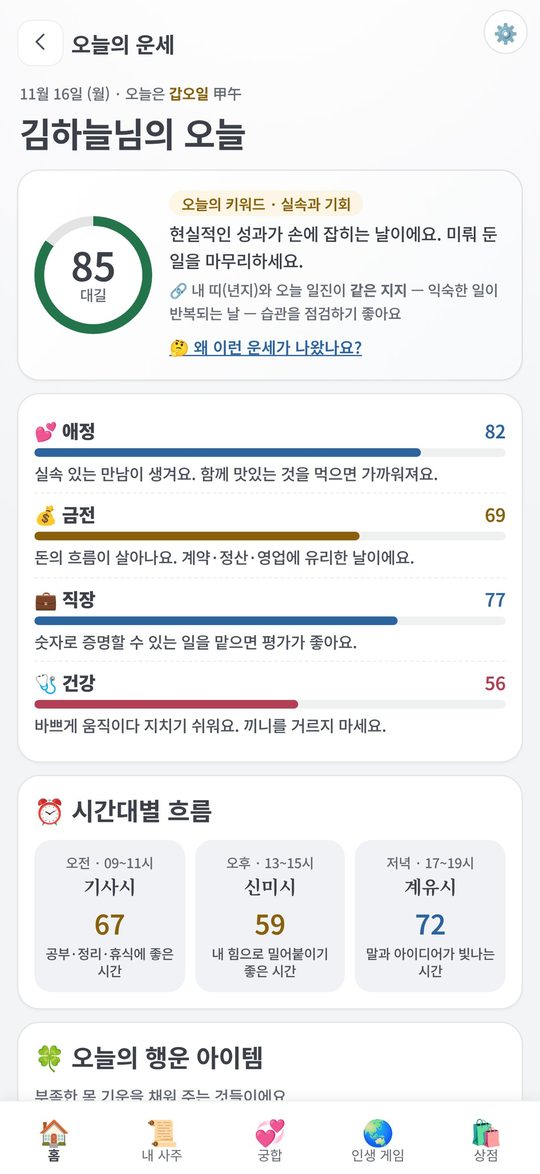 오늘의 운세
11월 16일 (월) · 오늘은 갑오일 甲午
김하늘님의 오늘
85
대길
오늘의 키워드 · 실속과 기회
현실적인 성과가 손에 잡히는 날이에요. 미뤄 둔
일을 마무리하세요.
🔗 내 띠(년지)와 오늘 일진이 같은 지지 — 익숙한 일이
반복되는 날 — 습관을 점검하기 좋아요
🤔 왜 이런 운세가 나왔나요?
💕 애정 82
실속 있는 만남이 생겨요. 함께 맛있는 것을 먹으면 가까워져요.
💰 금전 69
돈의 흐름이 살아나요. 계약·정산·영업에 유리한 날이에요.
💼 직장 77
숫자로 증명할 수 있는 일을 맡으면 평가가 좋아요.
🩺 건강 56
바쁘게 움직이다 지치기 쉬워요. 끼니를 거르지 마세요.
⏰ 시간대별 흐름
오전 · 09~11시
기사시
67
공부·정리·휴식에 좋은
시간
오후 · 13~15시
신미시
59
내 힘으로 밀어붙이기
좋은 시간
저녁 · 17~19시
계유시
72
말과 아이디어가 빛나는
시간
🍀 오늘의 행운 아이템
부족한 목 기운을 채워 주는 것들이에요
홈
내 사주
궁합
인생 게임
상점